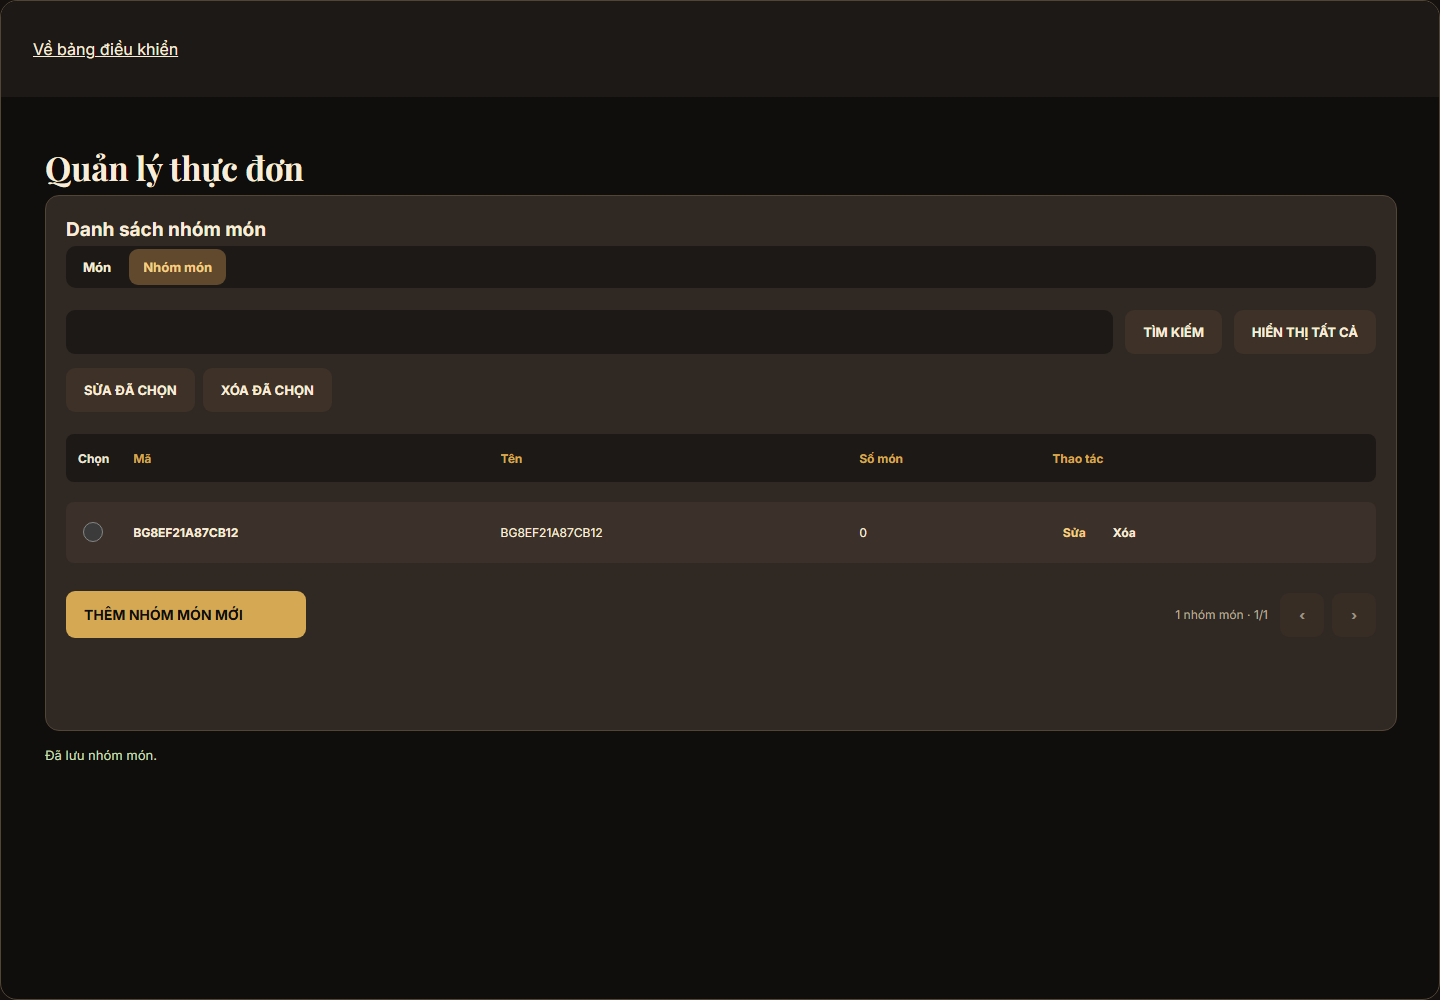 Về bảng điều khiển
Quản lý thực đơn
Danh sách nhóm món
Món Nhóm món
TÌM KIẾM HIỂN THỊ TẤT CẢ
SỬA ĐÃ CHỌN XÓA ĐÃ CHỌN
Chọn Mã Tên Số món Thao tác
BG8EF21A87CB12 BG8EF21A87CB12 0 Sửa Xóa
THÊM NHÓM MÓN MỚI 1 nhóm món · 1/1 ‹ ›
Đã lưu nhóm món.